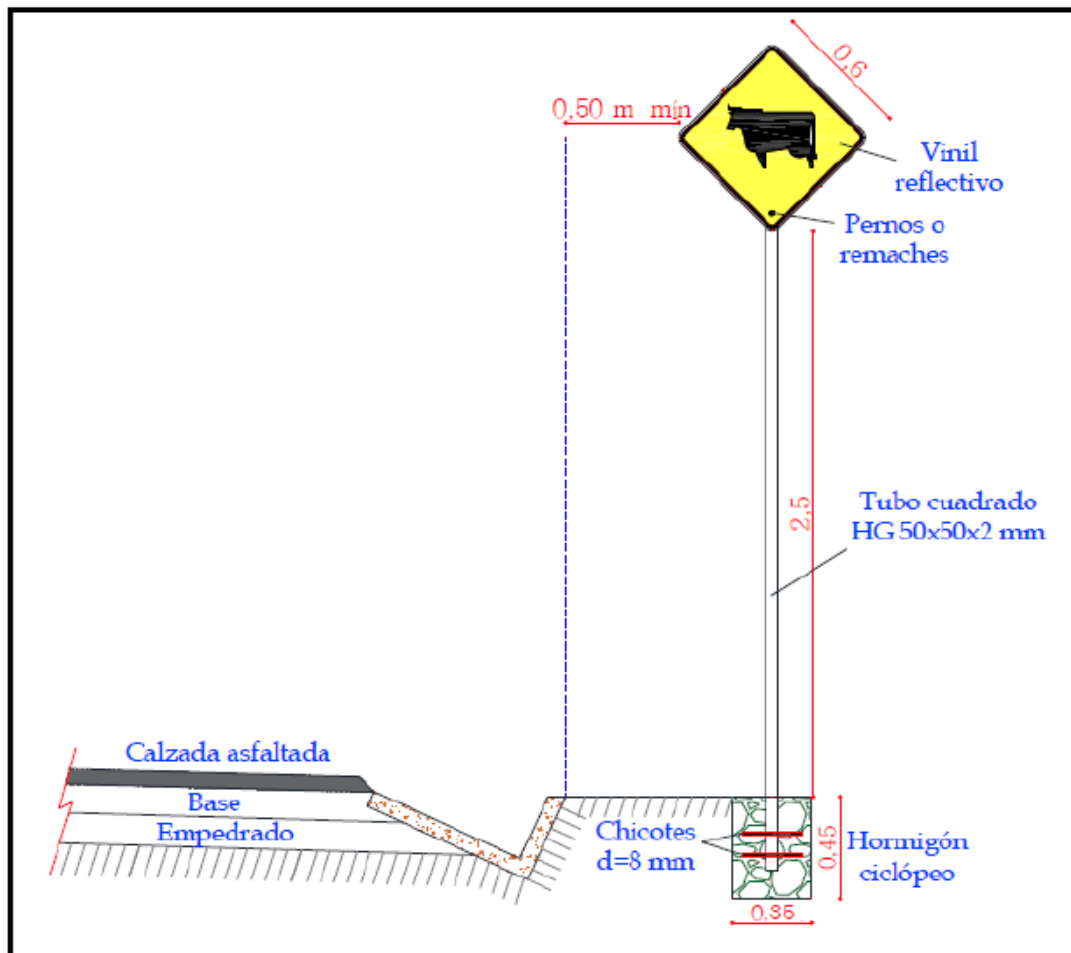 0,6
0,50 m mín
Vinil
reflectivo
Pernos o
remaches
2,5
Tubo cuadrado
HG 50x50x2 mm
Calzada asfaltada
Base
Empedrado
Chicotes
d=8 mm
0,45
Hormigón
ciclópeo
0,35